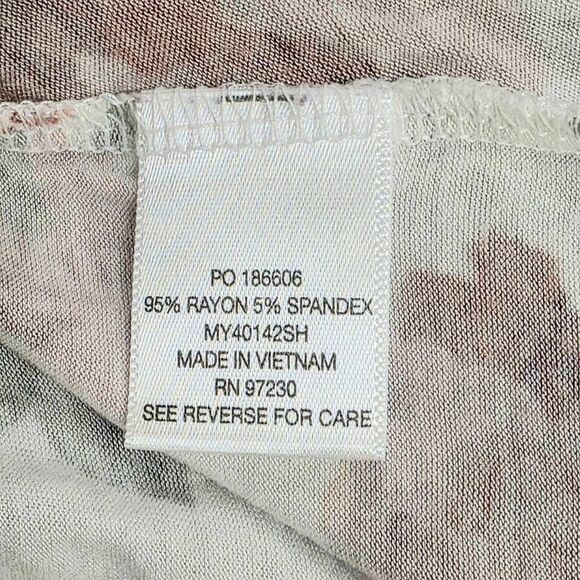 PO 186606
95% RAYON 5% SPANDEX
MY40142SH
MADE IN VIETNAM
RN 97230
SEE REVERSE FOR CARE